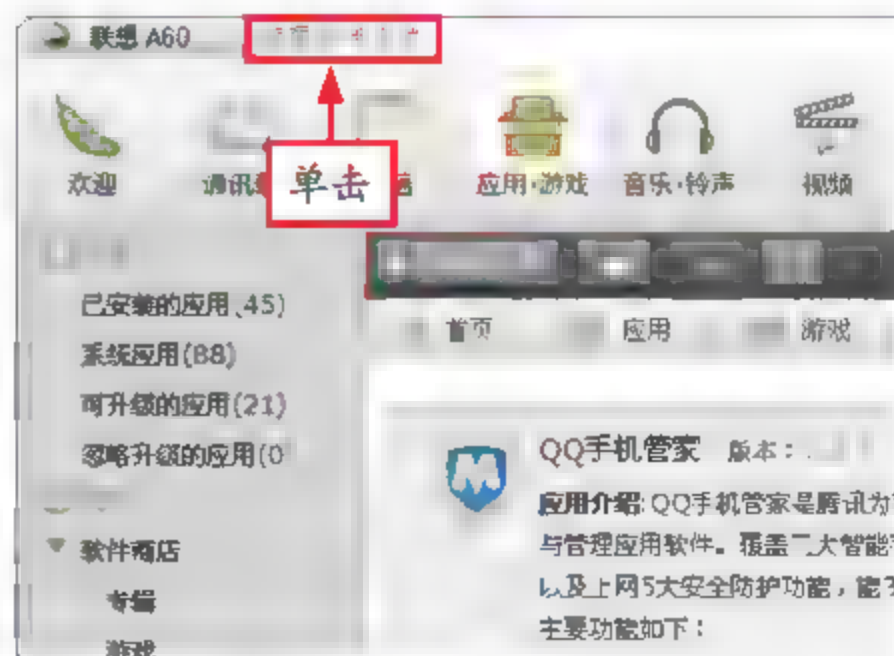 联想 A60
欢迎
单击
应用·游戏
音乐·铃声
视频
已安装的应用(45)
系统应用(88)
可升级的应用(21)
忽略升级的应用(0
首页 应用 游戏
QQ手机管家 版本:
应用介绍:QQ手机管家是腾讯为
与管理应用软件。覆盖三大智能
以及上网5大安全防护功能,能
主要功能如下:
软件商店
专辑
游戏